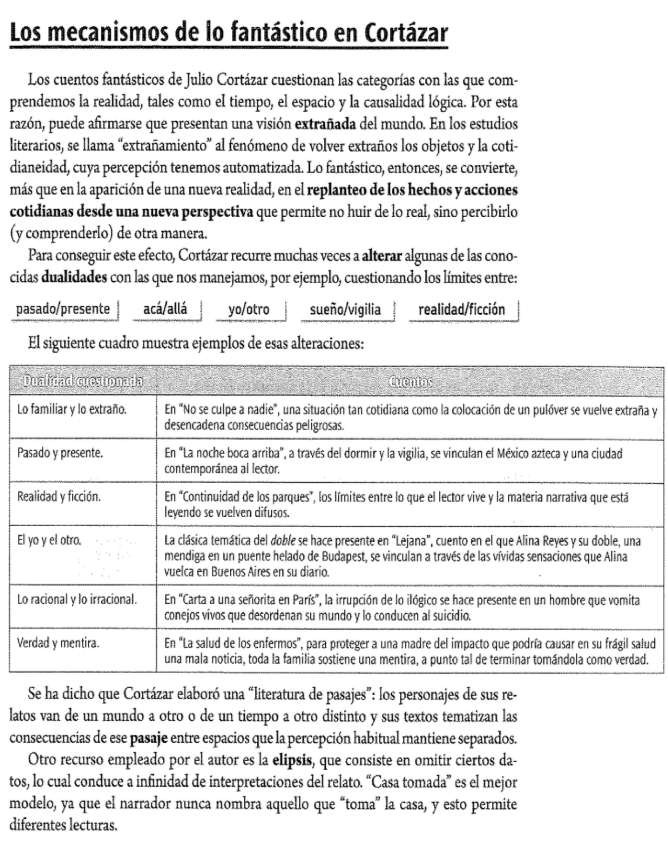 Los mecanismos de lo fantástico en Cortázar
Los cuentos fantásticos de Julio Cortázar cuestionan las categorías con las que com-
prendemos la realidad, tales como el tiempo, el espacio y la causalidad lógica. Por esta
razón, puede afirmarse que presentan una visión extrañada del mundo. En los estudios
literarios, se llama “extrañamiento” al fenómeno de volver extraños los objetos y la coti-
dianeidad, cuya percepción tenemos automatizada. Lo fantástico, entonces, se convierte,
más que en la aparición de una nueva realidad, en el replanteo de los hechos y acciones
cotidianas desde una nueva perspectiva que permite no huir de lo real, sino percibirlo
(y comprenderlo) de otra manera.
Para conseguir este efecto, Cortázar recurre muchas veces a alterar algunas de las cono-
cidas dualidades con las que nos manejamos, por ejemplo, cuestionando los límites entre:
pasado/presente acá/allá yo/otro sueño/vigilia realidad/ficción
El siguiente cuadro muestra ejemplos de esas alteraciones:
Dualidad cuestionada Cuentos
Lo familiar y lo extraño. En “No se culpe a nadie”, una situación tan cotidiana como la colocación de un pulóver se vuelve extraña y
desencadena consecuencias peligrosas.
Pasado y presente. En “La noche boca arriba”, a través del dormir y la vigilia, se vinculan el México azteca y una ciudad
contemporánea al lector.
Realidad y ficción. En “Continuidad de los parques”, los límites entre lo que el lector vive y la materia narrativa que está
leyendo se vuelven difusos.
El yo y el otro. La clásica temática del doble se hace presente en “Lejana”, cuento en el que Alina Reyes y su doble, una
mendiga en un puente helado de Budapest, se vinculan a través de las vívidas sensaciones que Alina
vuelca en Buenos Aires en su diario.
Lo racional y lo irracional. En “Carta a una señorita en París”, la irrupción de lo ilógico se hace presente en un hombre que vomita
conejos vivos que desordenan su mundo y lo conducen al suicidio.
Verdad y mentira. En “La salud de los enfermos”, para proteger a una madre del impacto que podría causar en su frágil salud
una mala noticia, toda la familia sostiene una mentira, a punto tal de terminar tomándola como verdad.
Se ha dicho que Cortázar elaboró una “literatura de pasajes”: los personajes de sus re-
latos van de un mundo a otro o de un tiempo a otro distinto y sus textos tematizan las
consecuencias de ese pasaje entre espacios que la percepción habitual mantiene separados.
Otro recurso empleado por el autor es la elipsis, que consiste en omitir ciertos da-
tos, lo cual conduce a infinidad de interpretaciones del relato. “Casa tomada” es el mejor
modelo, ya que el narrador nunca nombra aquello que “toma” la casa, y esto permite
diferentes lecturas.